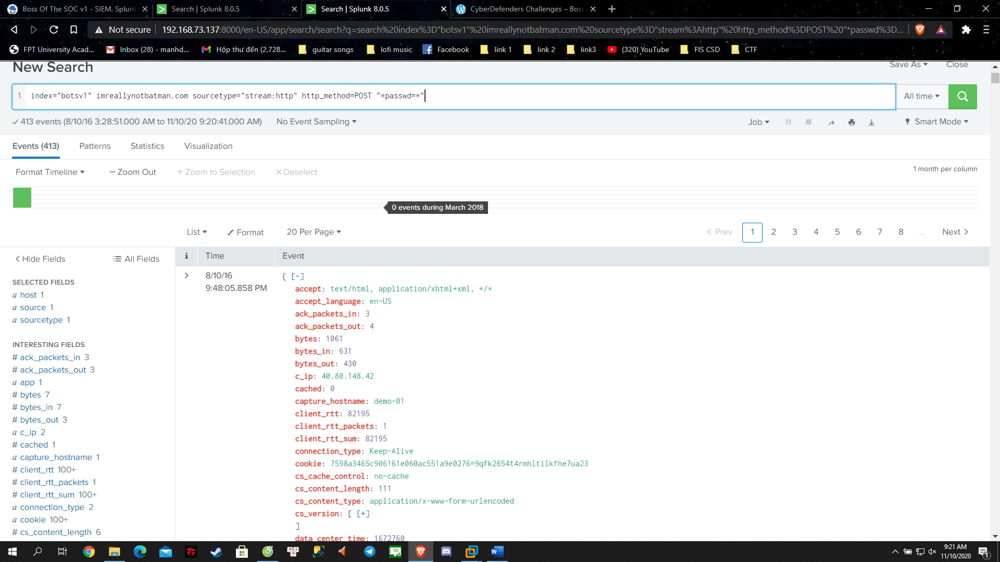 Boss Of The SOC v1 - SIEM, Splunk
Search | Splunk 8.0.5
Search | Splunk 8.0.5
CyberDefenders Challenges – Boss
Not secure
192.168.73.137:8000/en-US/app/search/search?q=search%20index%3D"botsv1"%20imreallynotbatman.com%20sourcetype%3D"stream%3Ahttp"%20http_method%3DPOST%20"*passwd%3D...
FPT University Acad...
Inbox (28) - manhd...
Hộp thư đến (2.728...
guitar songs
lofi music
Facebook
link 1
link 2
link3
(320) YouTube
FIS CSD
CTF
New Search
Save As
Close
1 index="botsv1" imreallynotbatman.com sourcetype="stream:http" http_method=POST "*passwd=*"
All time
413 events (8/10/16 3:28:51.000 AM to 11/10/20 9:20:41.000 AM)
No Event Sampling
Job
Smart Mode
Events (413)
Patterns
Statistics
Visualization
Format Timeline
— Zoom Out
+ Zoom to Selection
× Deselect
1 month per column
0 events during March 2018
List
Format
20 Per Page
< Prev
1
2
3
4
5
6
7
8
...
Next >
< Hide Fields
All Fields
SELECTED FIELDS
a host 1
a source 1
a sourcetype 1
INTERESTING FIELDS
# ack_packets_in 3
# ack_packets_out 3
a app 1
# bytes 7
# bytes_in 7
# bytes_out 3
a c_ip 2
# cached 1
a capture_hostname 1
# client_rtt 100+
# client_rtt_packets 1
# client_rtt_sum 100+
a connection_type 2
a cookie 100+
# cs_content_length 6
i
Time
Event
>
8/10/16
9:48:05.858 PM
{ [-]
accept: text/html, application/xhtml+xml, */*
accept_language: en-US
ack_packets_in: 3
ack_packets_out: 4
bytes: 1061
bytes_in: 631
bytes_out: 430
c_ip: 40.80.148.42
cached: 0
capture_hostname: demo-01
client_rtt: 82195
client_rtt_packets: 1
client_rtt_sum: 82195
connection_type: Keep-Alive
cookie: 7598a3465c906161e060ac551a9e0276=9qfk2654t4rmhltilkfhe7ua23
cs_cache_control: no-cache
cs_content_length: 111
cs_content_type: application/x-www-form-urlencoded
cs_version: [ [+]
]
data_center_time: 1672760
9:21 AM
11/10/2020
1